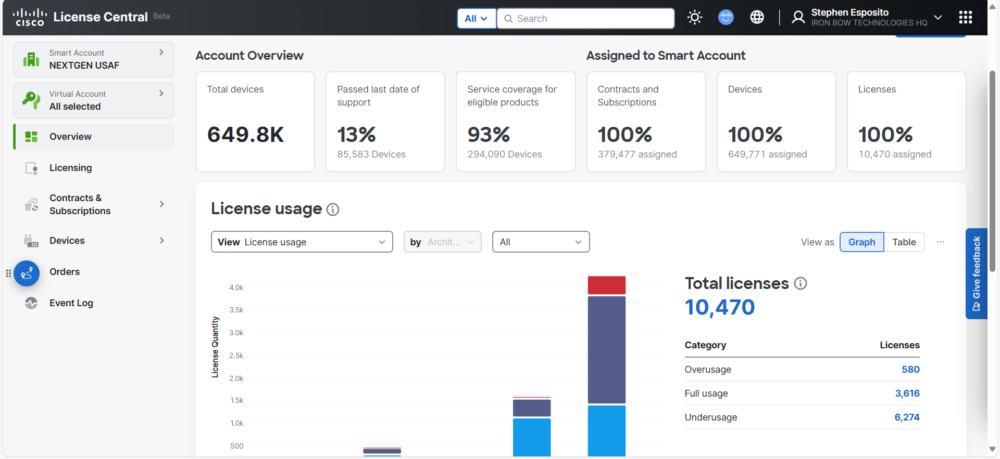 CISCO
License Central Beta
All
Search
Stephen Esposito
IRON BOW TECHNOLOGIES HQ
Smart Account
NEXTGEN USAF
Virtual Account
All selected
Overview
Licensing
Contracts &
Subscriptions
Devices
Orders
Event Log
Account Overview
Total devices
649.8K
Passed last date of
support
13%
85,583 Devices
Service coverage for
eligible products
93%
294,090 Devices
Assigned to Smart Account
Contracts and
Subscriptions
100%
379,477 assigned
Devices
100%
649,771 assigned
Licenses
100%
10,470 assigned
License usage
View License usage
by Archit...
All
View as
Graph
Table
...
License Quantity
4.0k
3.5k
3.0k
2.5k
2.0k
1.5k
1.0k
500
Total licenses
10,470
Category Licenses
Overusage 580
Full usage 3,616
Underusage 6,274
Give feedback